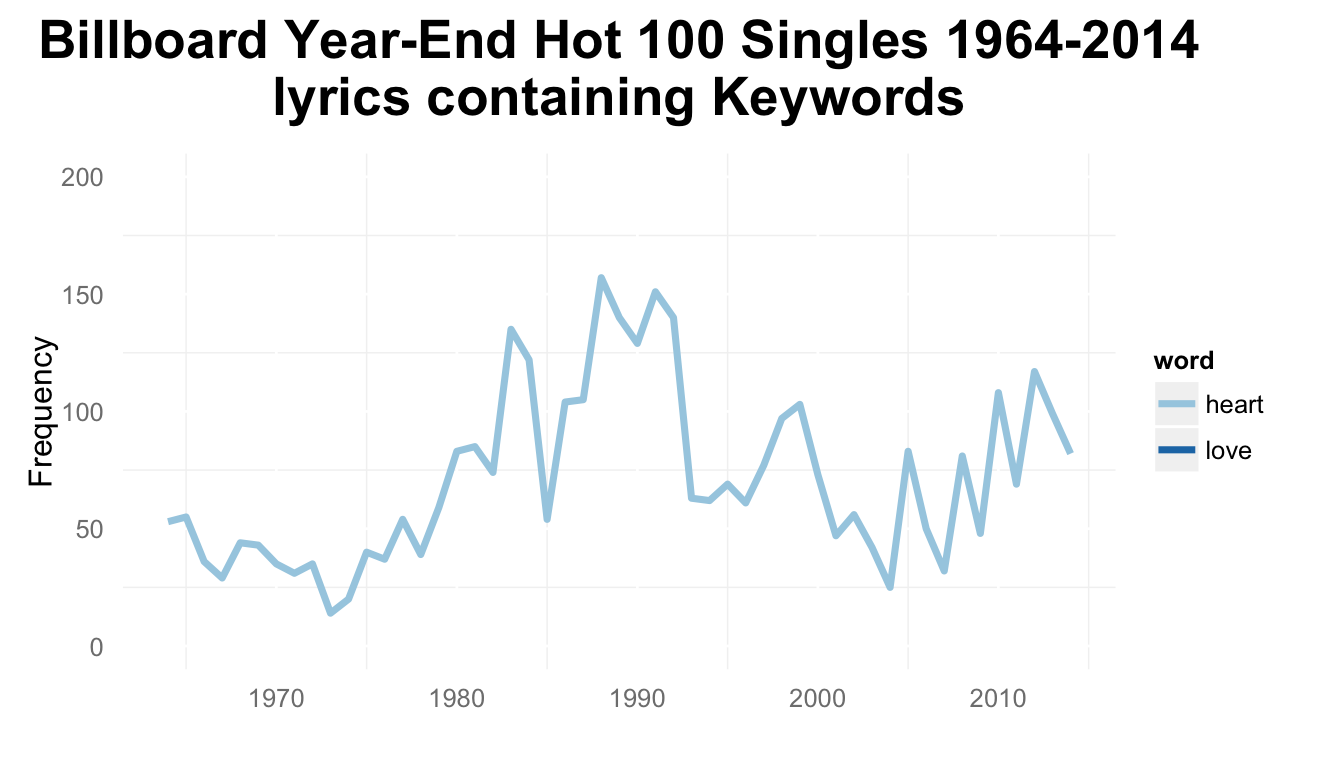 Billboard Year-End Hot 100 Singles 1964-2014
lyrics containing Keywords
200
150
100
50
0
Frequency
1970 1980 1990 2000 2010
word
heart
love